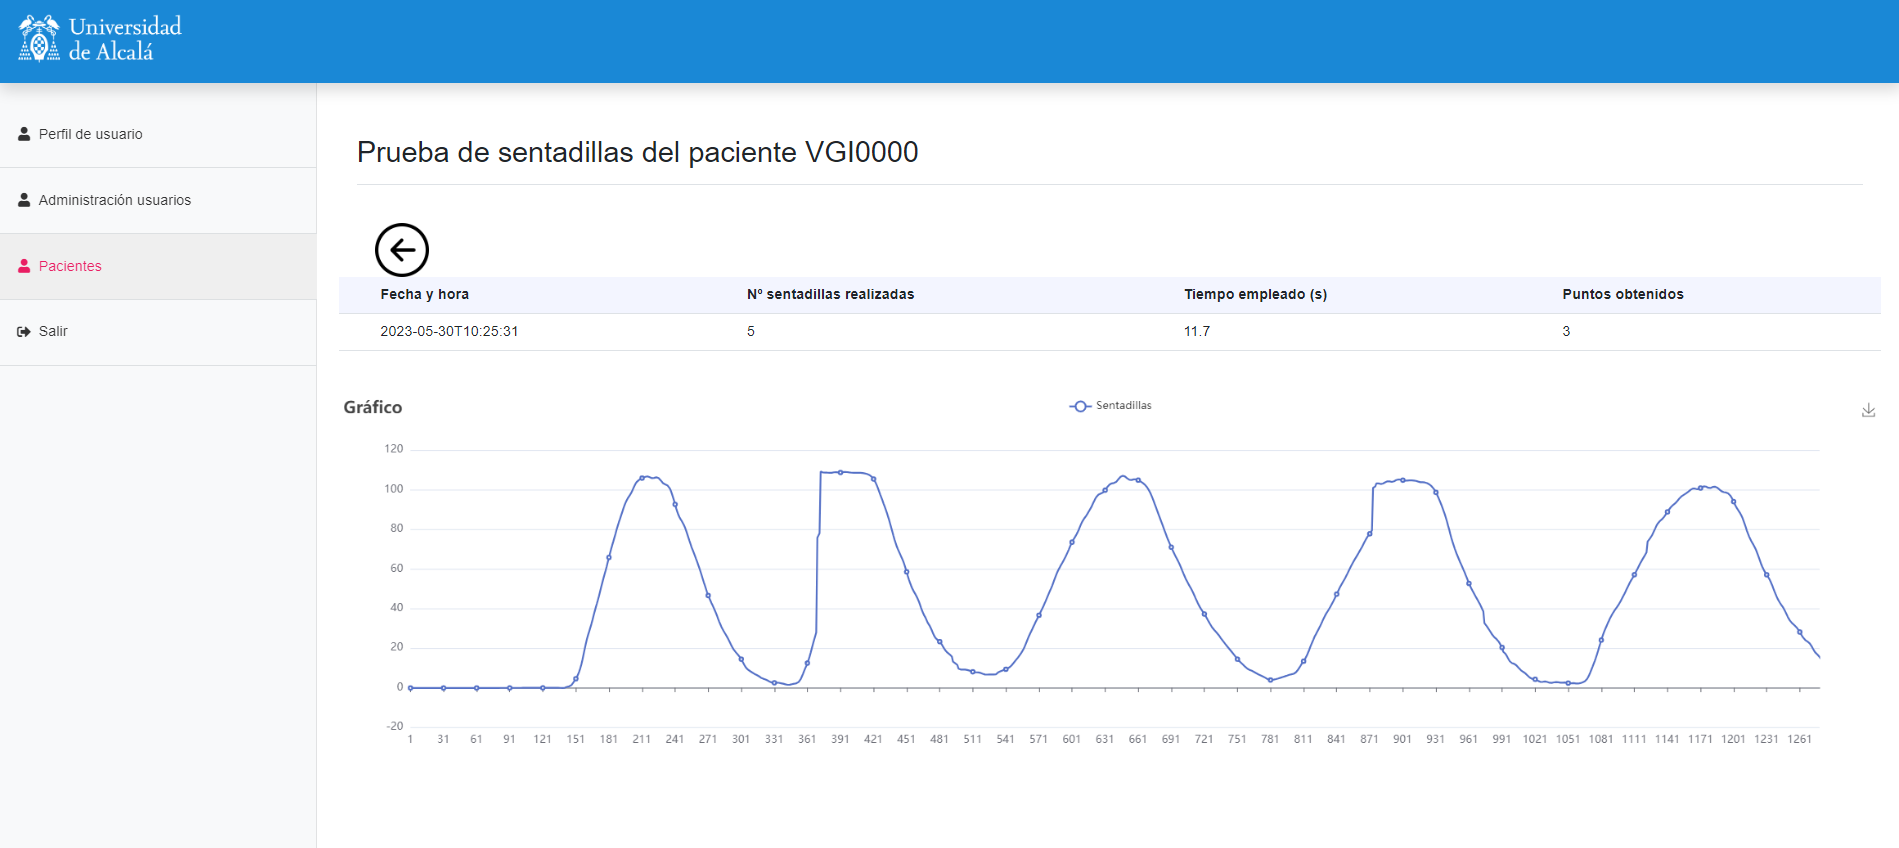 Universidad
de Alcalá
Perfil de usuario
Administración usuarios
Pacientes
Salir
Prueba de sentadillas del paciente VGI0000
Fecha y hora Nº sentadillas realizadas Tiempo empleado (s) Puntos obtenidos
2023-05-30T10:25:31 5 11.7 3
Gráfico
Sentadillas
120
100
80
60
40
20
0
-20
1 31 61 91 121 151 181 211 241 271 301 331 361 391 421 451 481 511 541 571 601 631 661 691 721 751 781 811 841 871 901 931 961 991 1021 1051 1081 1111 1141 1171 1201 1231 1261